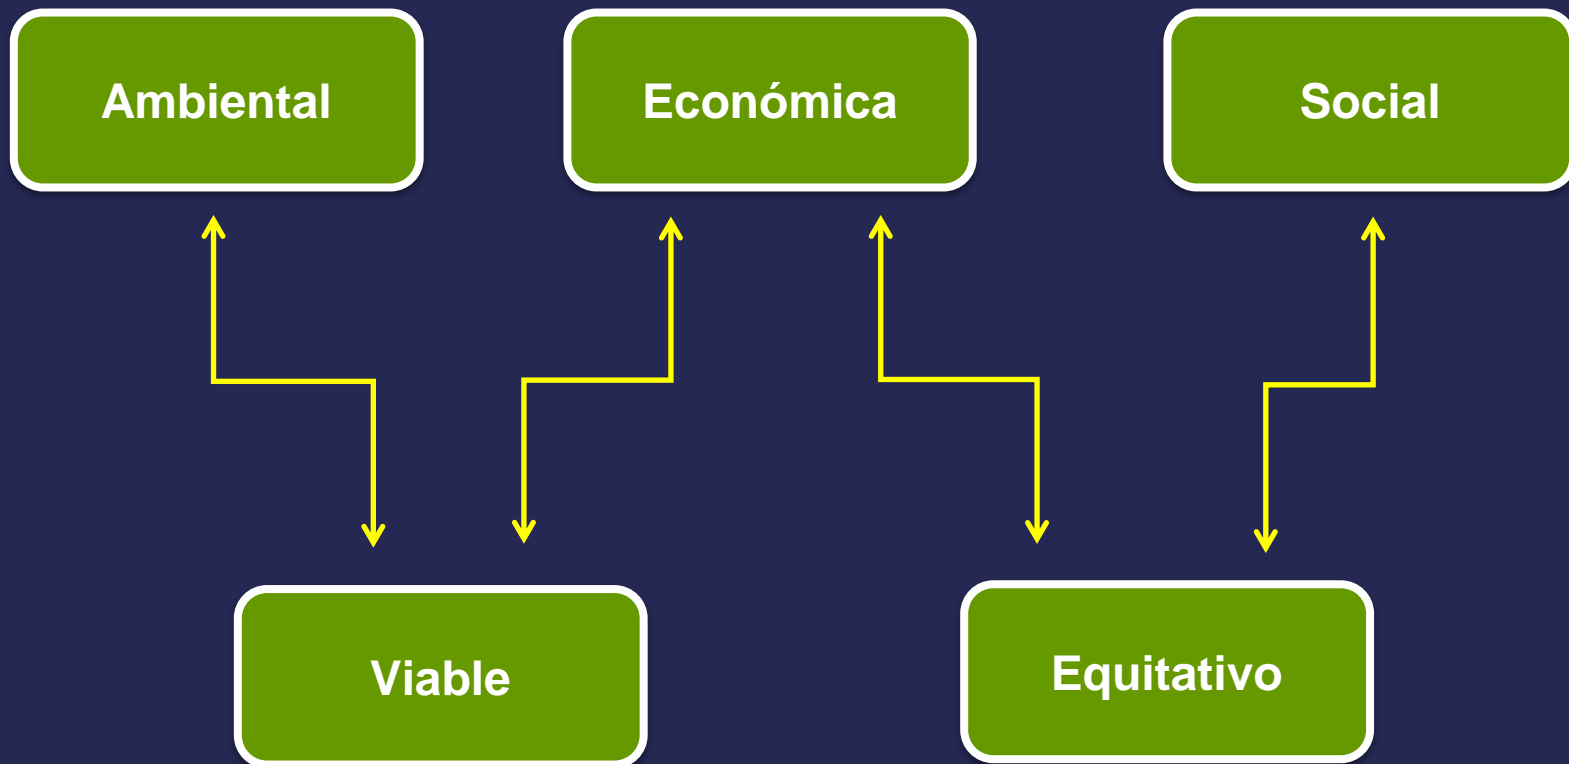 Ambiental
Económica
Social
Viable
Equitativo